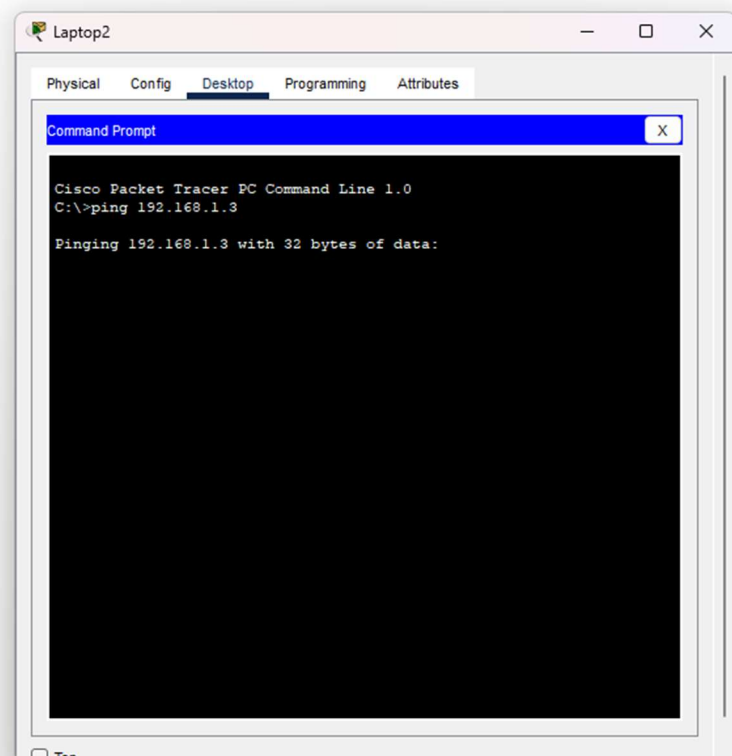 Laptop2
Physical Config Desktop Programming Attributes
Command Prompt X
Cisco Packet Tracer PC Command Line 1.0
C:\>ping 192.168.1.3
Pinging 192.168.1.3 with 32 bytes of data: